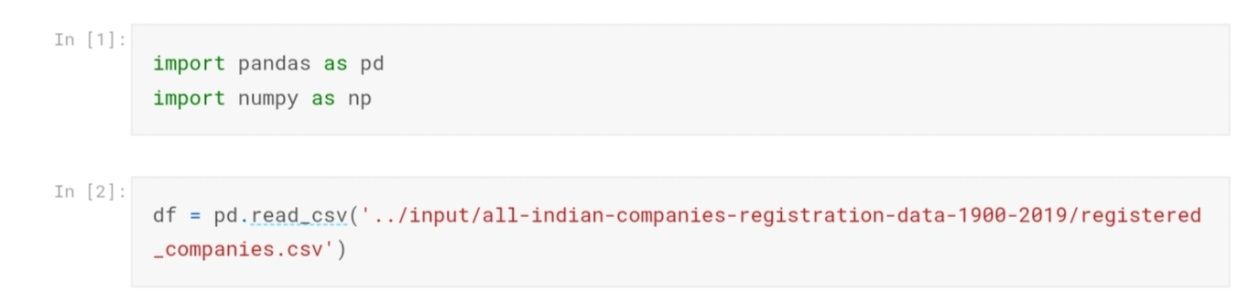 In [1]:
import pandas as pd
import numpy as np
In [2]:
df = pd.read_csv('../input/all-indian-companies-registration-data-1900-2019/registered
_companies.csv')